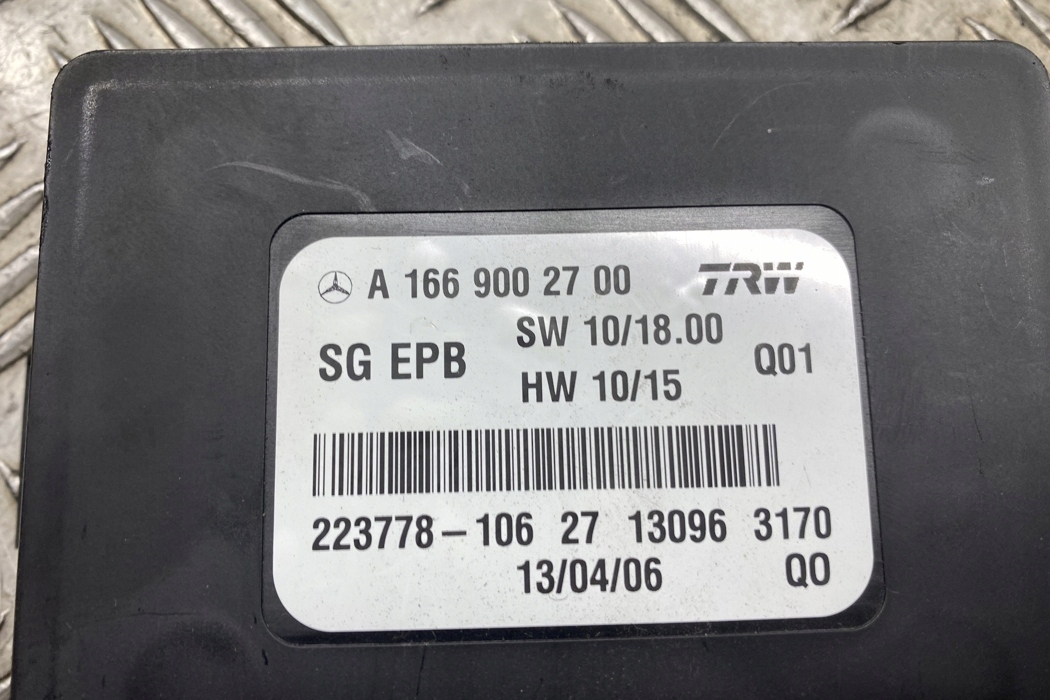 A 166 900 27 00 TRW
SW 10/18.00
SG EPB Q01
HW 10/15
223778-106 27 13096 3170
13/04/06 Q0